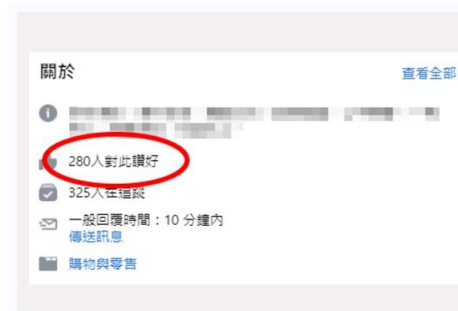 關於
查看全部
280人對此讚好
325人在追蹤
一般回覆時間：10 分鐘內
傳送訊息
購物與零售